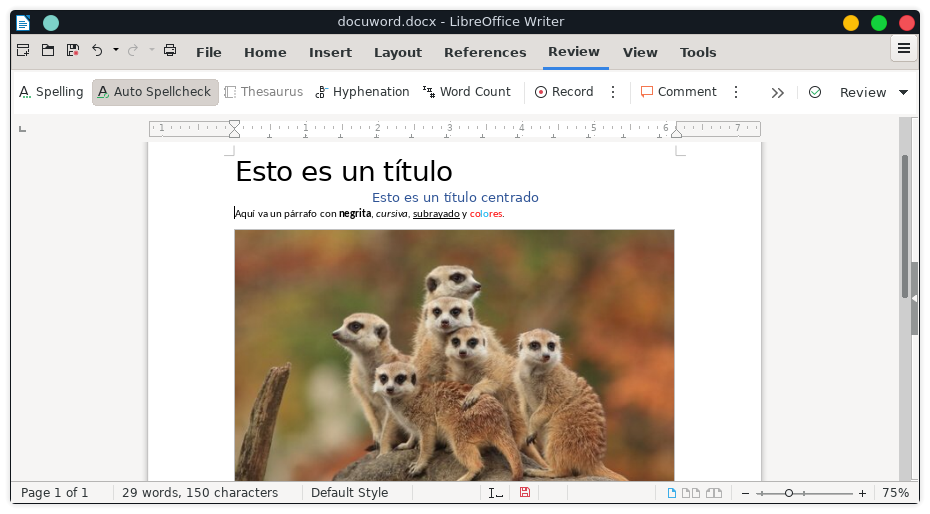 docuword.docx - LibreOffice Writer
File Home Insert Layout References Review View Tools
Spelling Auto Spellcheck Thesaurus Hyphenation Word Count Record Comment Review
1 1 2 3 4 5 6 7
Esto es un título
Esto es un título centrado
Aquí va un párrafo con negrita, cursiva, subrayado y colores.
Page 1 of 1 29 words, 150 characters Default Style 75%